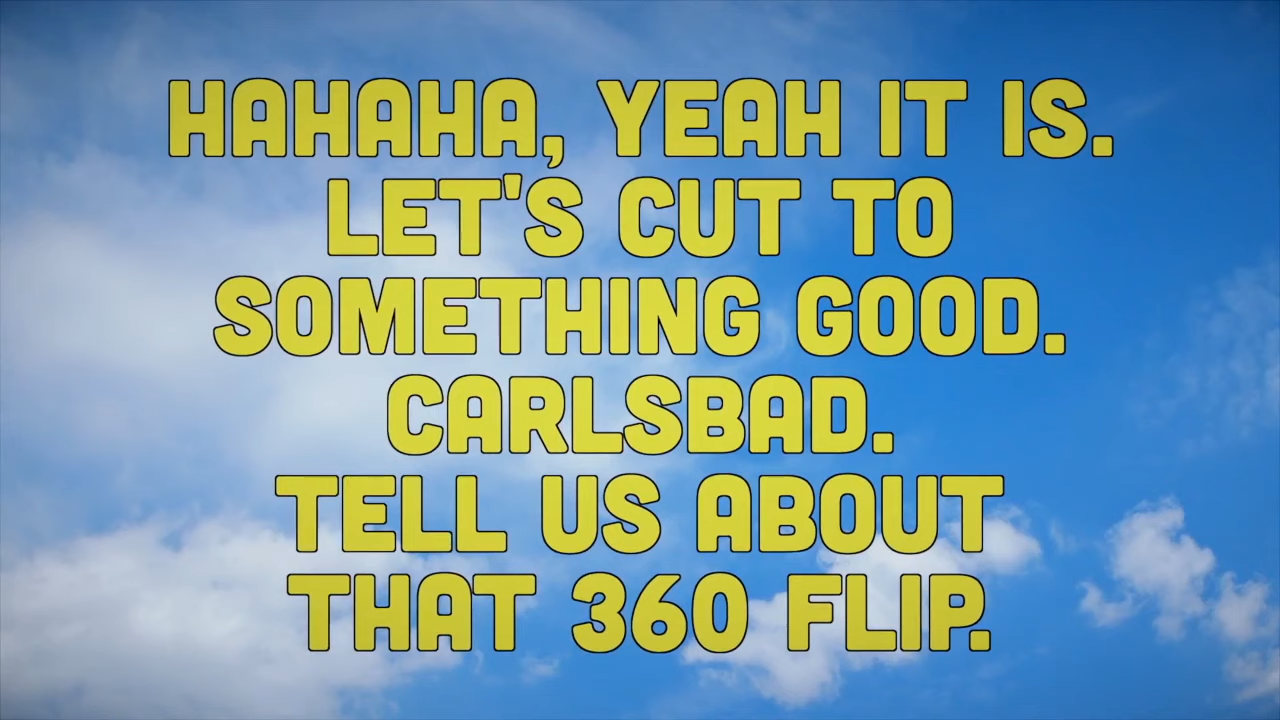 HAHAHA, YEAH IT IS.
LET'S CUT TO
SOMETHING GOOD.
CARLSBAD.
TELL US ABOUT
THAT 360 FLIP.